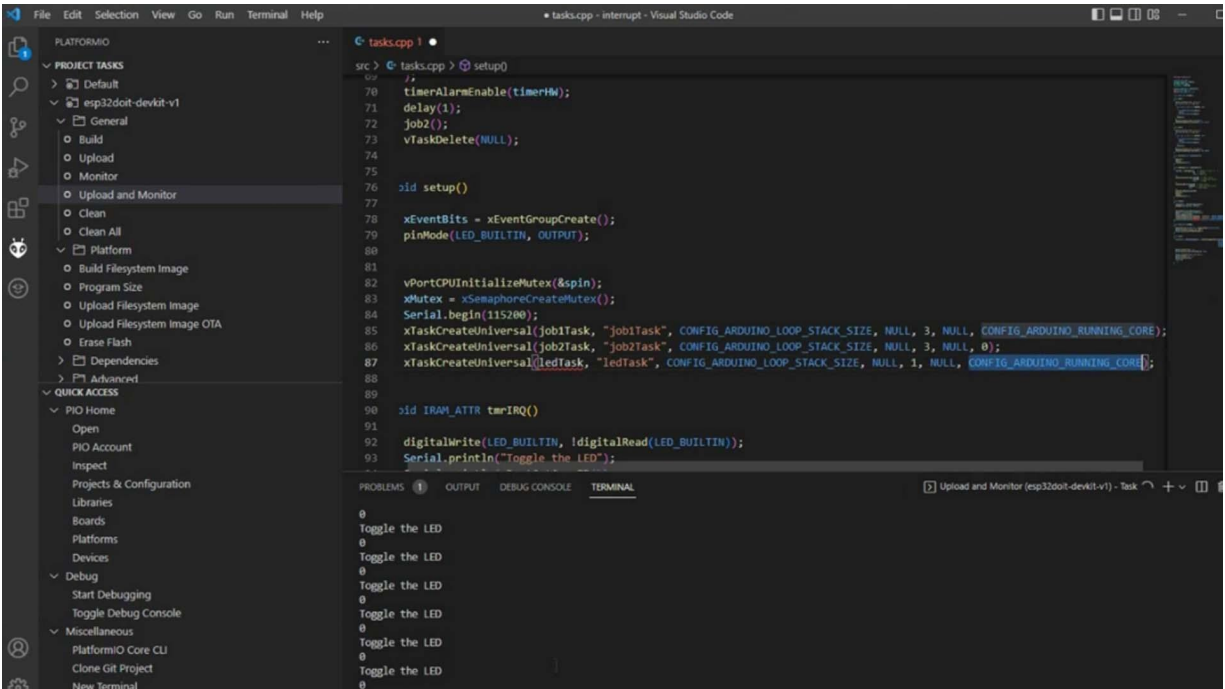 File Edit Selection View Go Run Terminal Help
● tasks.cpp - interrupt - Visual Studio Code
PLATFORMIO
PROJECT TASKS
Default
esp32doit-devkit-v1
General
Build
Upload
Monitor
Upload and Monitor
Clean
Clean All
Platform
Build Filesystem Image
Program Size
Upload Filesystem Image
Upload Filesystem Image OTA
Erase Flash
Dependencies
Advanced
QUICK ACCESS
PIO Home
Open
PIO Account
Inspect
Projects & Configuration
Libraries
Boards
Platforms
Devices
Debug
Start Debugging
Toggle Debug Console
Miscellaneous
PlatformIO Core CLI
Clone Git Project
New Terminal
1
tasks.cpp 1 ●
src > tasks.cpp > setup()
69 );
70 timerAlarmEnable(timerHW);
71 delay(1);
72 job2();
73 vTaskDelete(NULL);
74
75
76 oid setup()
77
78 xEventBits = xEventGroupCreate();
79 pinMode(LED_BUILTIN, OUTPUT);
80
81
82 vPortCPUInitializeMutex(&spin);
83 xMutex = xSemaphoreCreateMutex();
84 Serial.begin(115200);
85 xTaskCreateUniversal(job1Task, "job1Task", CONFIG_ARDUINO_LOOP_STACK_SIZE, NULL, 3, NULL, CONFIG_ARDUINO_RUNNING_CORE);
86 xTaskCreateUniversal(job2Task, "job2Task", CONFIG_ARDUINO_LOOP_STACK_SIZE, NULL, 3, NULL, 0);
87 xTaskCreateUniversal(ledTask, "ledTask", CONFIG_ARDUINO_LOOP_STACK_SIZE, NULL, 1, NULL, CONFIG_ARDUINO_RUNNING_CORE);
88
89
90 oid IRAM_ATTR tmrIRQ()
91
92 digitalWrite(LED_BUILTIN, !digitalRead(LED_BUILTIN));
93 Serial.println("Toggle the LED");
PROBLEMS 1 OUTPUT DEBUG CONSOLE TERMINAL
Upload and Monitor (esp32doit-devkit-v1) - Task
0
Toggle the LED
0
Toggle the LED
0
Toggle the LED
0
Toggle the LED
0
Toggle the LED
0
Toggle the LED
0